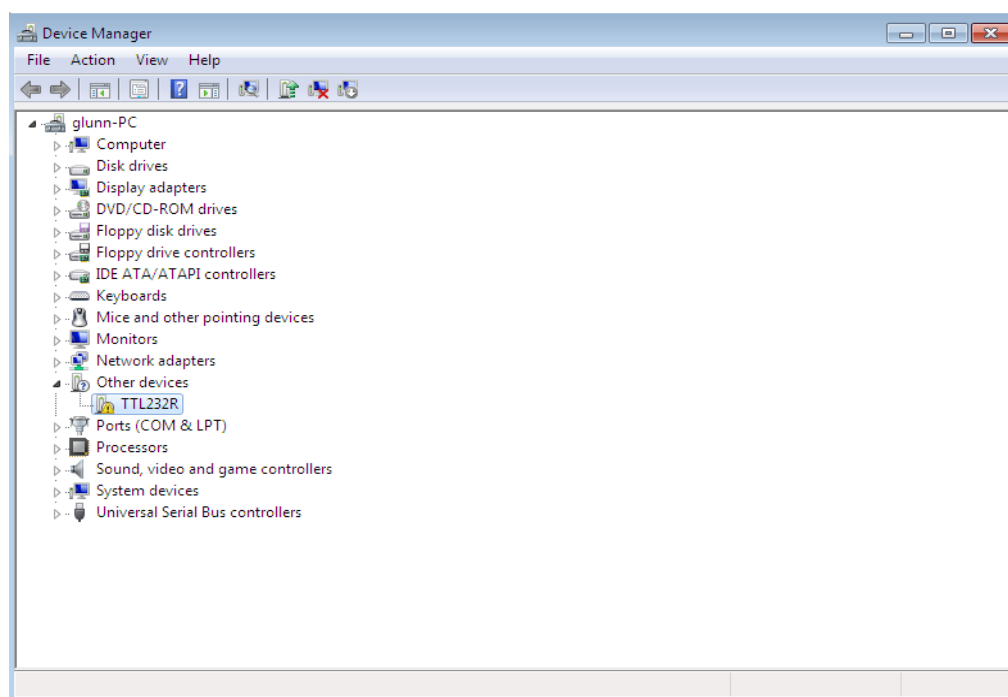 Device Manager
File Action View Help
glunn-PC
Computer
Disk drives
Display adapters
DVD/CD-ROM drives
Floppy disk drives
Floppy drive controllers
IDE ATA/ATAPI controllers
Keyboards
Mice and other pointing devices
Monitors
Network adapters
Other devices
TTL232R
Ports (COM & LPT)
Processors
Sound, video and game controllers
System devices
Universal Serial Bus controllers